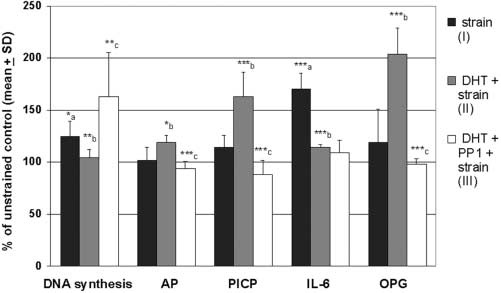 % of unstrained control (mean ± SD)
250
200
150
100
50
0
*a
**b
**c
*b
***c
***b
***c
***a
***b
***b
***c
DNA synthesis
AP
PICP
IL-6
OPG
strain
(I)
DHT +
strain
(II)
DHT +
PP1 +
strain
(III)